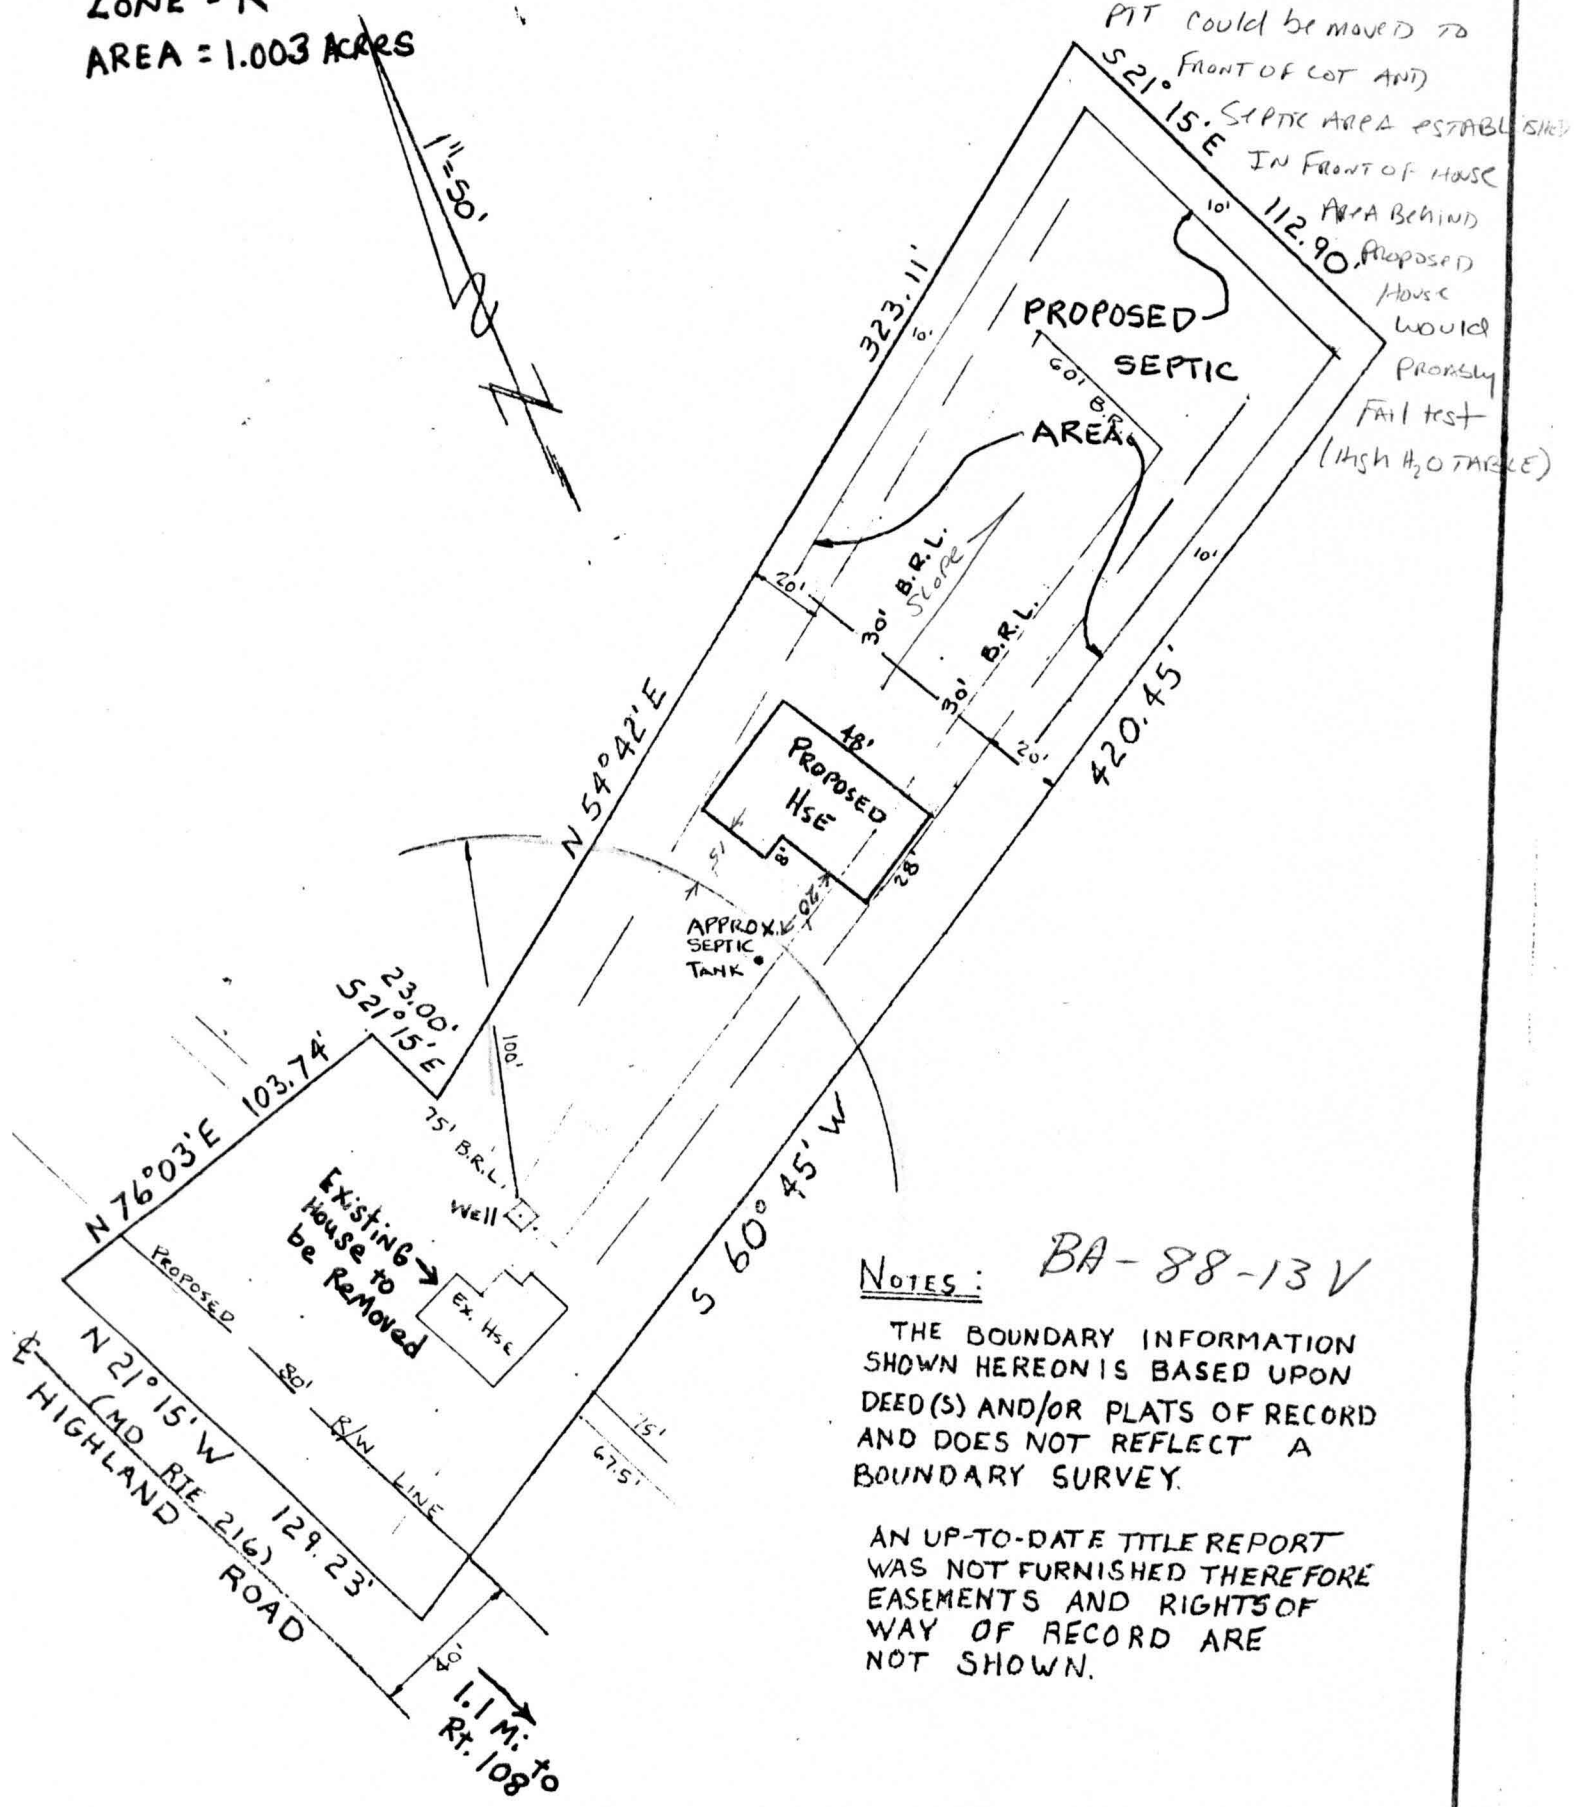 ZONE - R
AREA = 1.003 ACRES
1"=50'
N
PIT could be moved to
FRONT OF LOT AND
SEPTIC AREA ESTABLISHED
IN FRONT OF HOUSE
AREA BEHIND
PROPOSED
House
would
PROBABLY
FAIL test
(HIGH H₂O TABLE)
S 21° 15' E
112.90
10'
323.11'
10'
PROPOSED
SEPTIC
60' B.R.
AREA
10'
B.R.L.
SLOPE
20'
30'
B.R.L.
30'
20'
N 54° 42' E
420.45'
48'
PROPOSED
HSE
8'
28'
15'
20
APPROX.
SEPTIC
TANK
23.00'
S21°15'E
100'
103.74'
N 76°03'E
75' B.R.L.
WELL
S 60° 45' W
EXISTING
House to
be Removed
Ex. Hse
PROPOSED 80' R/W LINE
75'
67.5'
N 21° 15' W 129.23'
(MD RTE 216)
HIGHLAND ROAD
40'
1.1 Mi. to
Rt. 108
BA-88-13V
NOTES:
THE BOUNDARY INFORMATION
SHOWN HEREON IS BASED UPON
DEED(S) AND/OR PLATS OF RECORD
AND DOES NOT REFLECT A
BOUNDARY SURVEY.
AN UP-TO-DATE TITLE REPORT
WAS NOT FURNISHED THEREFORE
EASEMENTS AND RIGHTS OF
WAY OF RECORD ARE
NOT SHOWN.